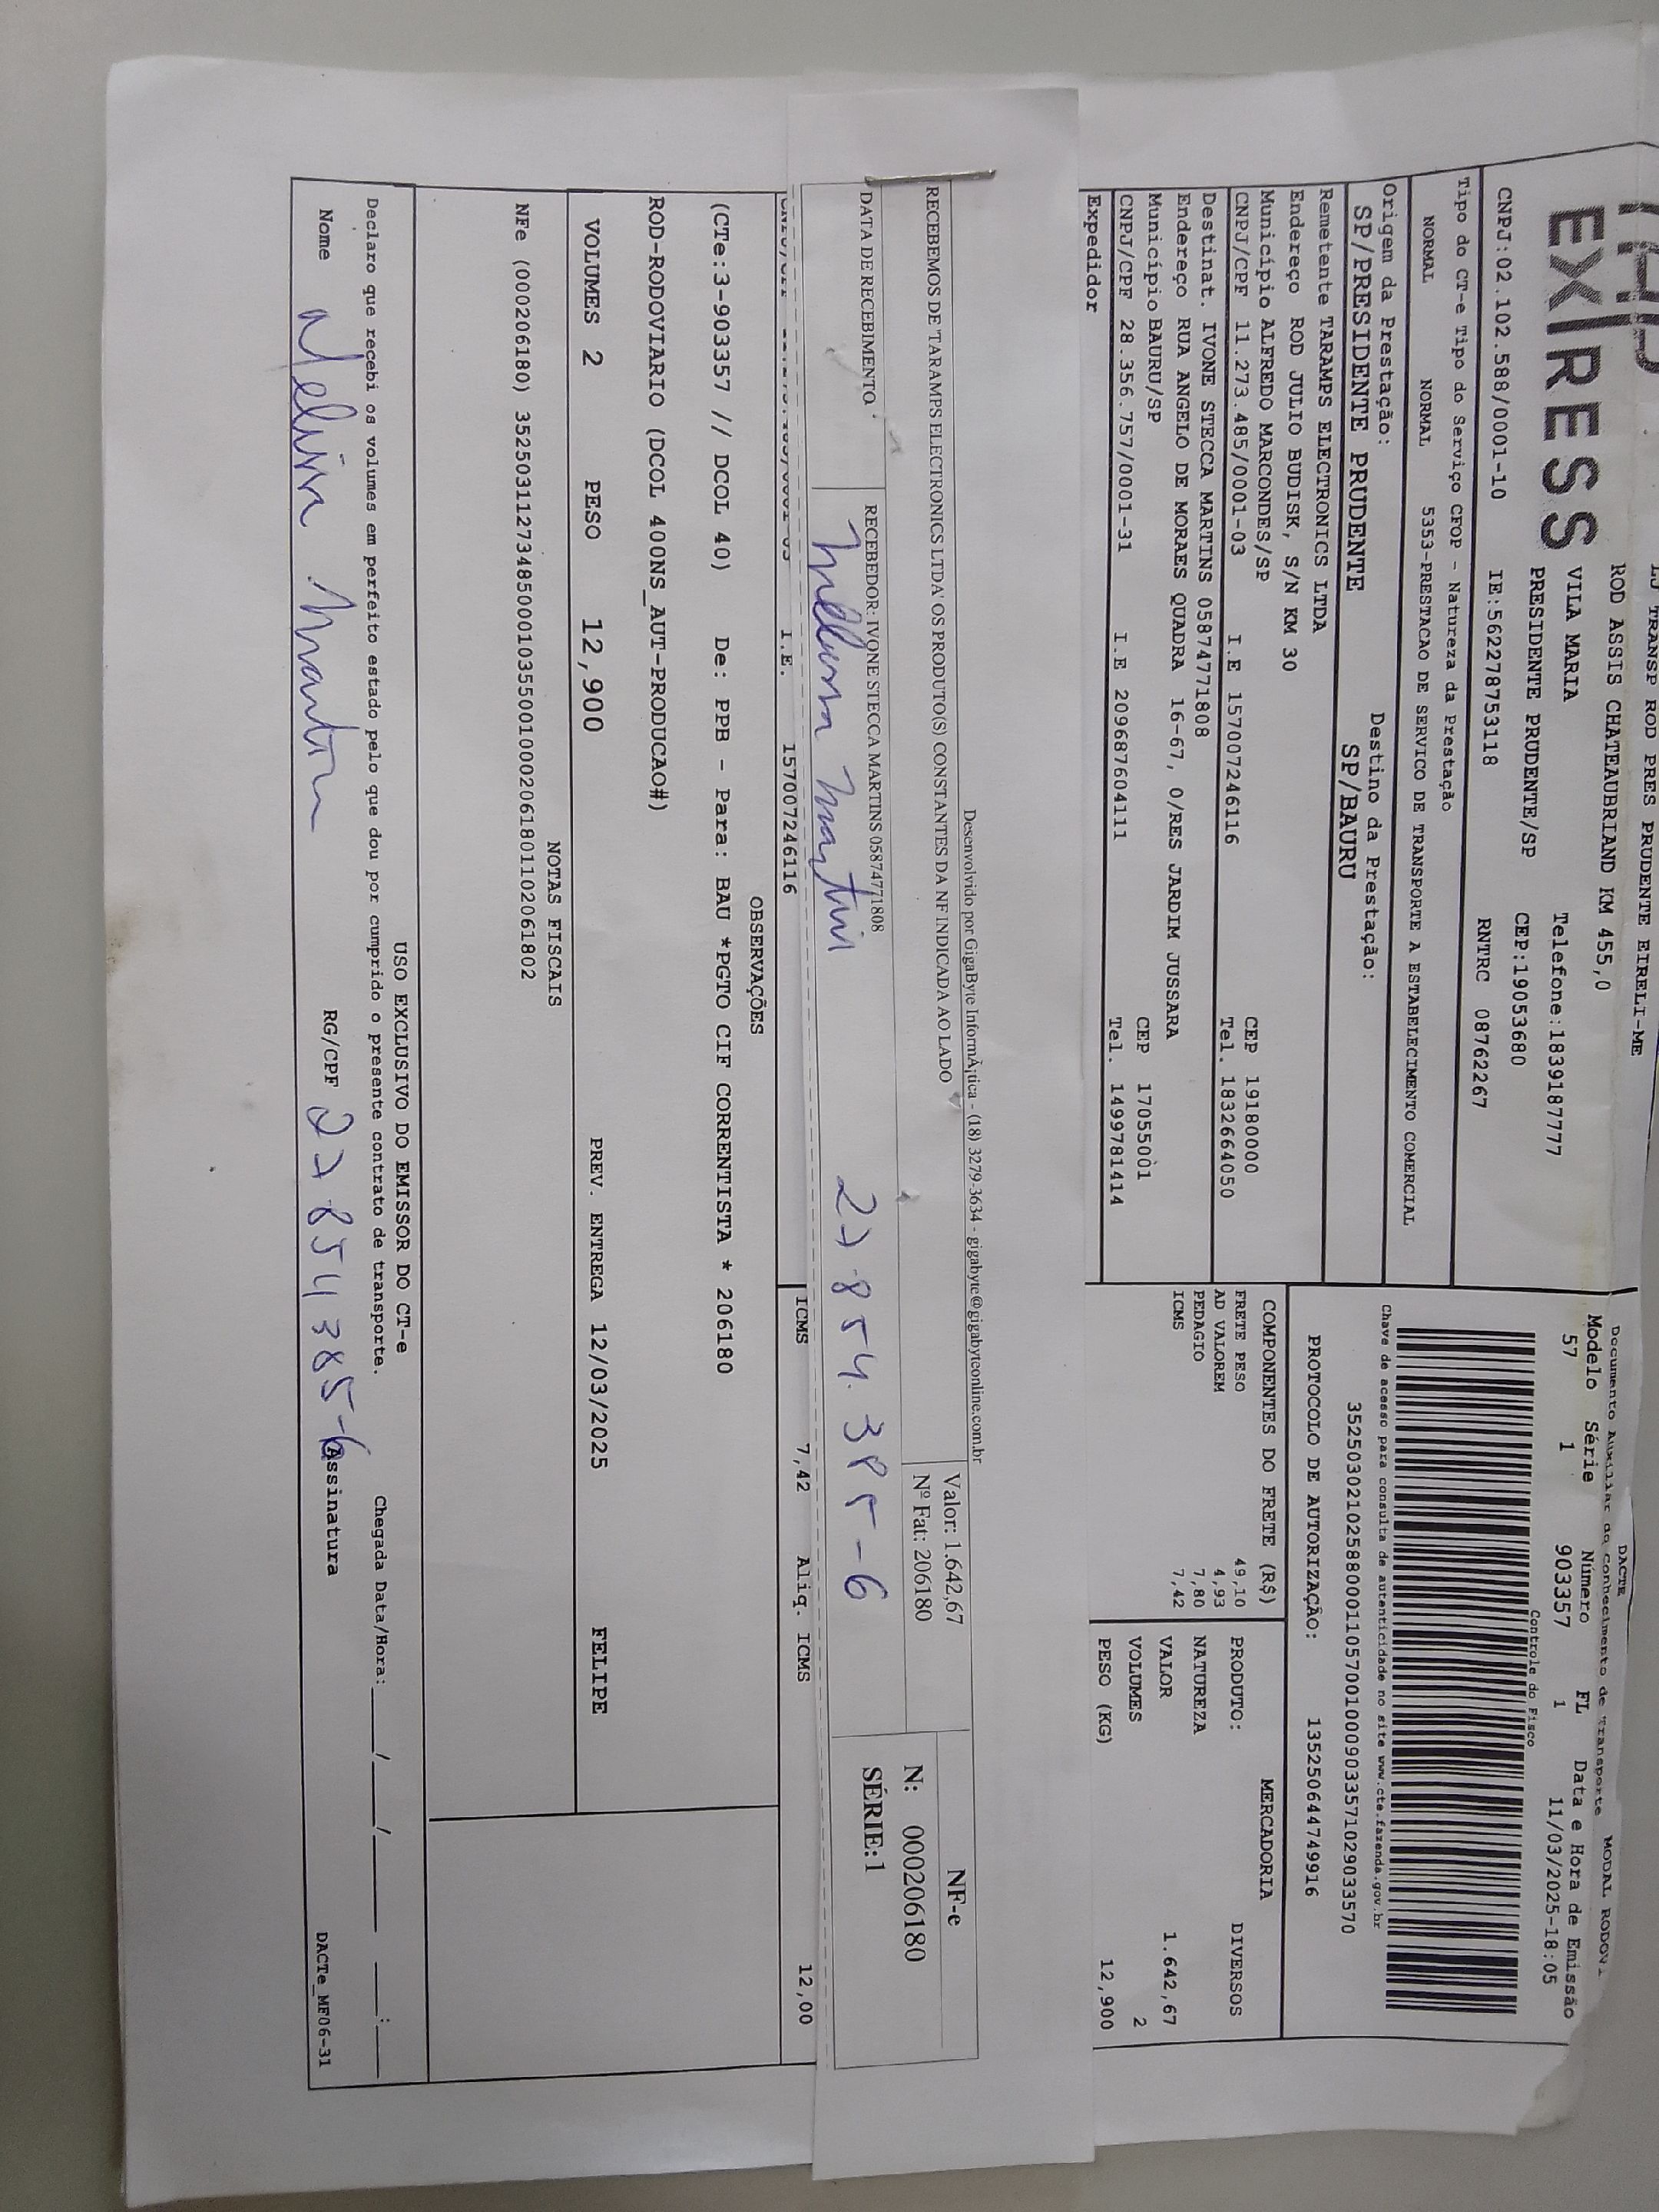 TRANSP ROD PRES PRUDENTE EIRELI-ME
EXPRESS
ROD ASSIS CHATEAUBRIAND KM 455,0
VILA MARIA
Telefone:1839187777
PRESIDENTE PRUDENTE/SP
CEP:19053680
CNPJ:02.102.588/0001-10
IE:562278753118
RNTRC 08762267
Tipo do CT-e Tipo do Serviço CFOP - Natureza da Prestação
NORMAL NORMAL 5353-PRESTACAO DE SERVICO DE TRANSPORTE A ESTABELECIMENTO COMERCIAL
Origem da Prestação: Destino da Prestação:
SP/PRESIDENTE PRUDENTE SP/BAURU
Remetente TARAMPS ELECTRONICS LTDA
Endereço ROD JULIO BUDISK, S/N KM 30
Município ALFREDO MARCONDES/SP CEP 19180000
CNPJ/CPF 11.273.485/0001-03 I.E 157007246116 Tel. 1832664050
Destinat. IVONE STECCA MARTINS 05874771808
Endereço RUA ANGELO DE MORAES QUADRA 16-67, 0/RES JARDIM JUSSARA
Município BAURU/SP CEP 17055001
CNPJ/CPF 28.356.757/0001-31 I.E 209687604111 Tel. 1499781414
Expedidor
DACTE
Documento Auxiliar do Conhecimento de Transporte MODAL
Modelo Série Número FL Data e Hora de Emissão
57 1 903357 1 11/03/2025-18:05
Controle do Fisco
Chave de acesso para consulta de autenticidade no site www.cte.fazenda.gov.br
35250302102588000110570010009033571029033570
PROTOCOLO DE AUTORIZAÇÃO: 135250644749916
COMPONENTES DO FRETE (R$)
FRETE PESO 49,10
AD VALOREM 4,93
PEDAGIO 7,80
ICMS 7,42
MERCADORIA
PRODUTO: DIVERSOS
NATUREZA
VALOR 1.642,67
VOLUMES 2
PESO (KG) 12,900
Desenvolvido por GigaByte InformÃ¡tica - (18) 3279-3634 - gigabyte@gigabyteonline.com.br
RECEBEMOS DE 'TARAMPS ELECTRONICS LTDA' OS PRODUTO(S) CONSTANTES DA NF INDICADA AO LADO
Valor: 1.642,67
Nº Fat: 206180
NF-e
N: 000206180
SÉRIE:1
DATA DE RECEBIMENTO
RECEBEDOR: IVONE STECCA MARTINS 05874771808
27.854.385-6
I.E. 157007246116
ICMS 7,42 Aliq. ICMS 12,00
OBSERVAÇÕES
(CTe:3-903357 // DCOL 40) De: PPB - Para: BAU *PGTO CIF CORRENTISTA * 206180
ROD-RODOVIARIO (DCOL 400NS_AUT-PRODUCAO#)
VOLUMES 2 PESO 12,900 PREV. ENTREGA 12/03/2025 FELIPE
NOTAS FISCAIS
NFe (000206180) 35250311273485000103550010002061801102061802
USO EXCLUSIVO DO EMISSOR DO CT-e
Declaro que recebi os volumes em perfeito estado pelo que dou por cumprido o presente contrato de transporte. Chegada Data/Hora: ___/___/_____ ___:___
Nome RG/CPF 27 854 385-6 Assinatura
DACTe_MF06-31